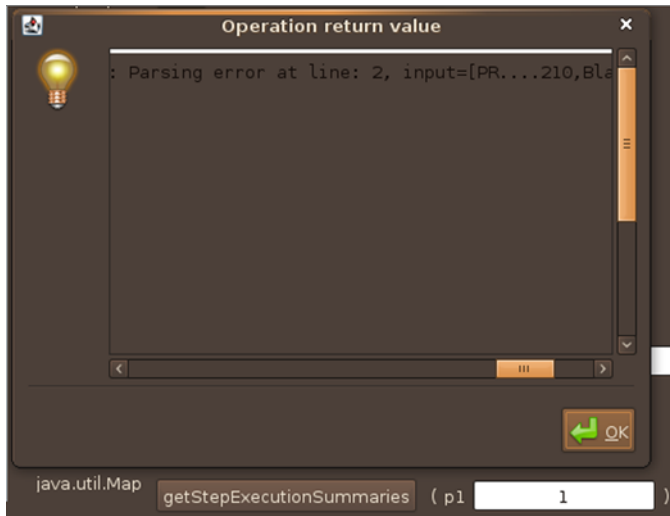 Operation return value
: Parsing error at line: 2, input=[PR....210,Bla
OK
java.util.Map getStepExecutionSummaries ( p1 1 )